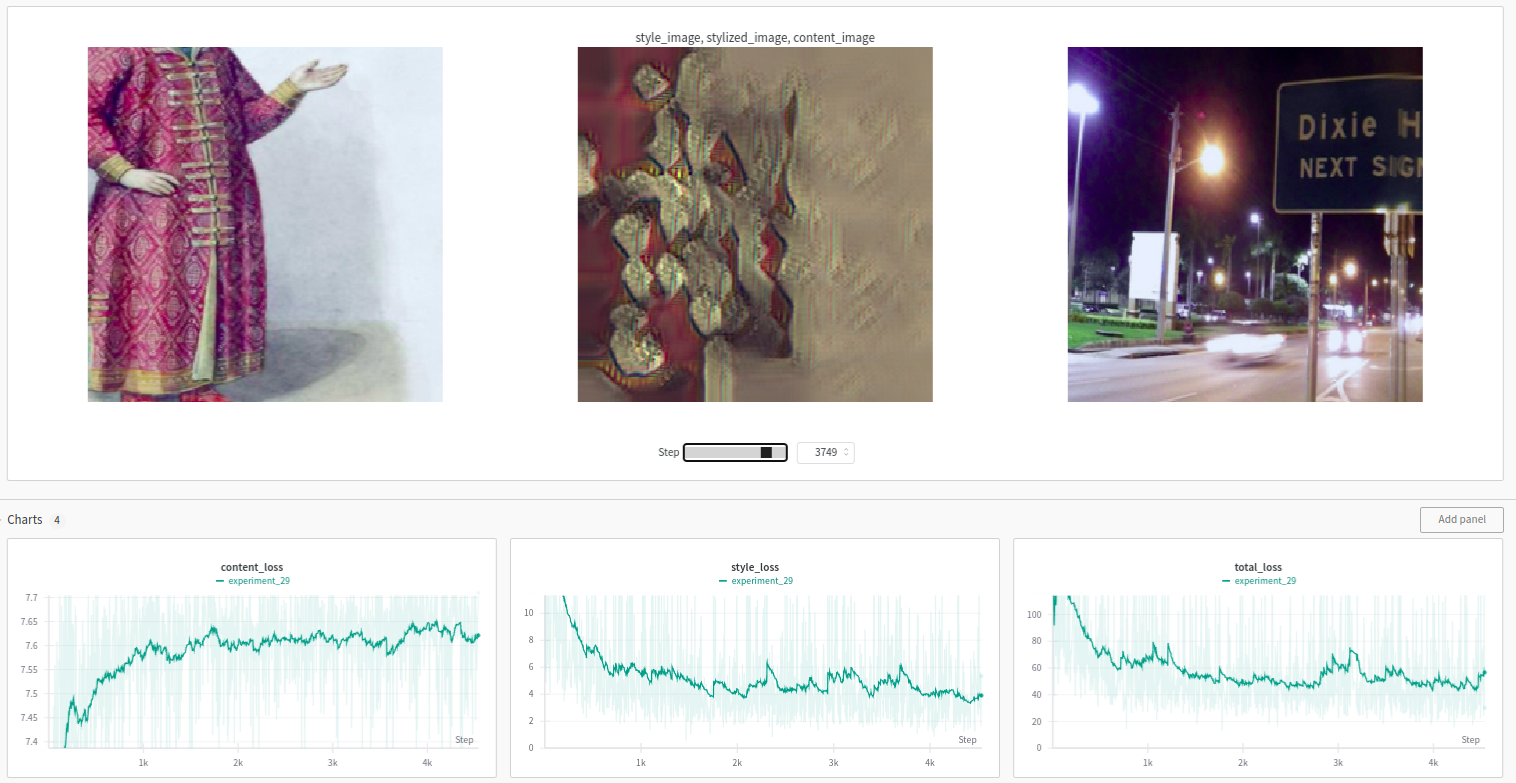 style_image, stylized_image, content_image
Dixie H
NEXT SIGN
Step
3749
Charts 4
Add panel
content_loss
experiment_29
7.7
7.65
7.6
7.55
7.5
7.45
7.4
Step
1k
2k
3k
4k
style_loss
experiment_29
10
8
6
4
2
0
Step
1k
2k
3k
4k
total_loss
experiment_29
100
80
60
40
20
0
Step
1k
2k
3k
4k